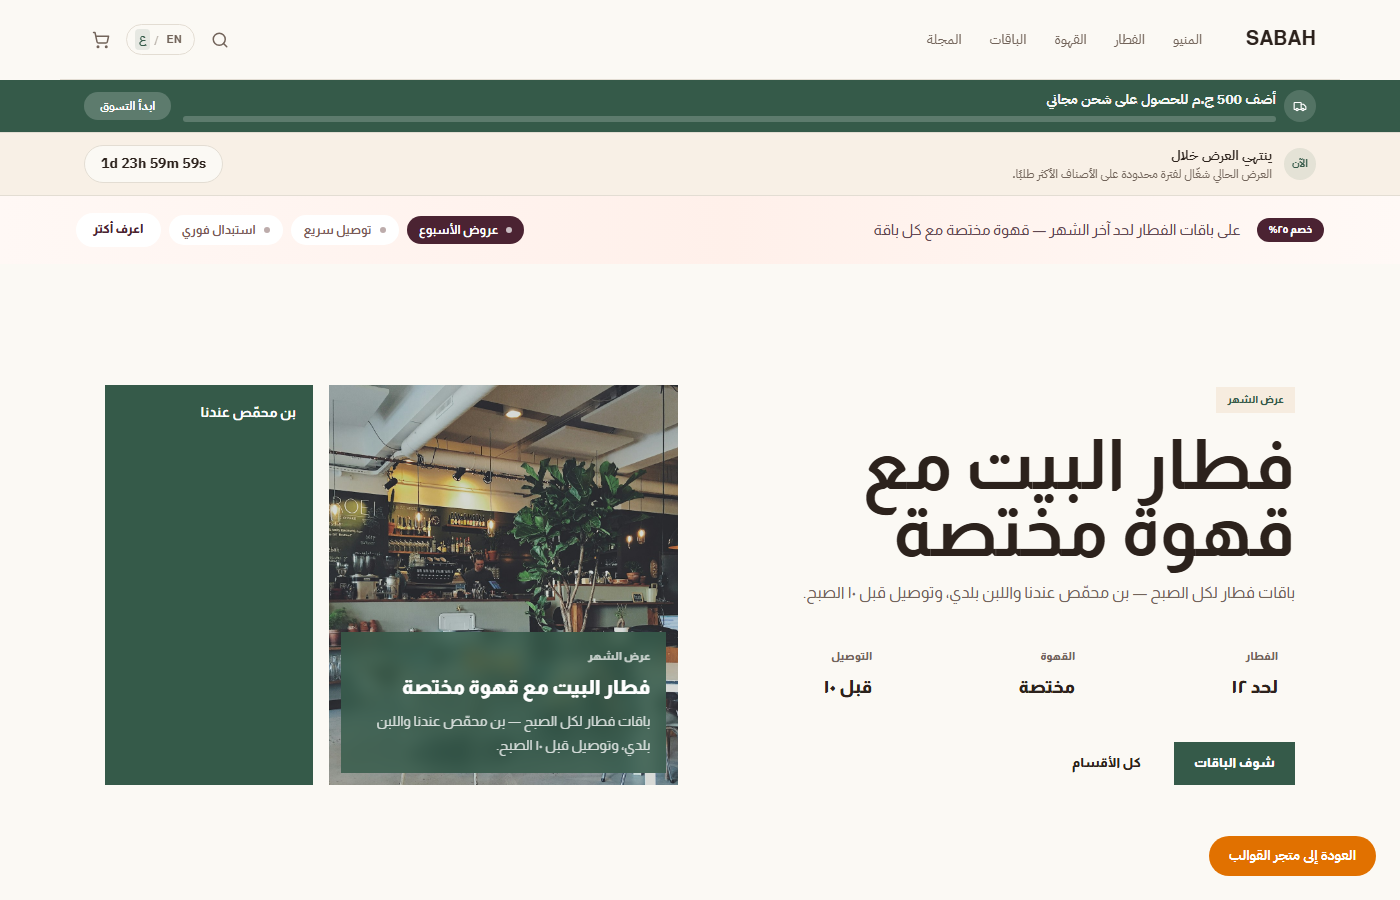 SABAH
المنيو
الفطار
القهوة
الباقات
المجلة
EN / ع
أضف 500 ج.م للحصول على شحن مجاني
ابدأ التسوق
الآن
ينتهي العرض خلال
العرض الحالي شغّال لفترة محدودة على الأصناف الأكثر طلبًا.
1d 23h 59m 59s
خصم ٢٥%
على باقات الفطار لحد آخر الشهر — قهوة مختصة مع كل باقة
عروض الأسبوع
توصيل سريع
استبدال فوري
اعرف أكتر
عرض الشهر
فطار البيت مع
قهوة مختصة
باقات فطار لكل الصبح — بن محمّص عندنا واللبن بلدي، وتوصيل قبل ١٠ الصبح.
الفطار
لحد ١٢
القهوة
مختصة
التوصيل
قبل ١٠
شوف الباقات
كل الأقسام
ROEI
عرض الشهر
فطار البيت مع قهوة مختصة
باقات فطار لكل الصبح — بن محمّص عندنا واللبن
بلدي، وتوصيل قبل ١٠ الصبح.
بن محمّص عندنا
العودة إلى متجر القوالب